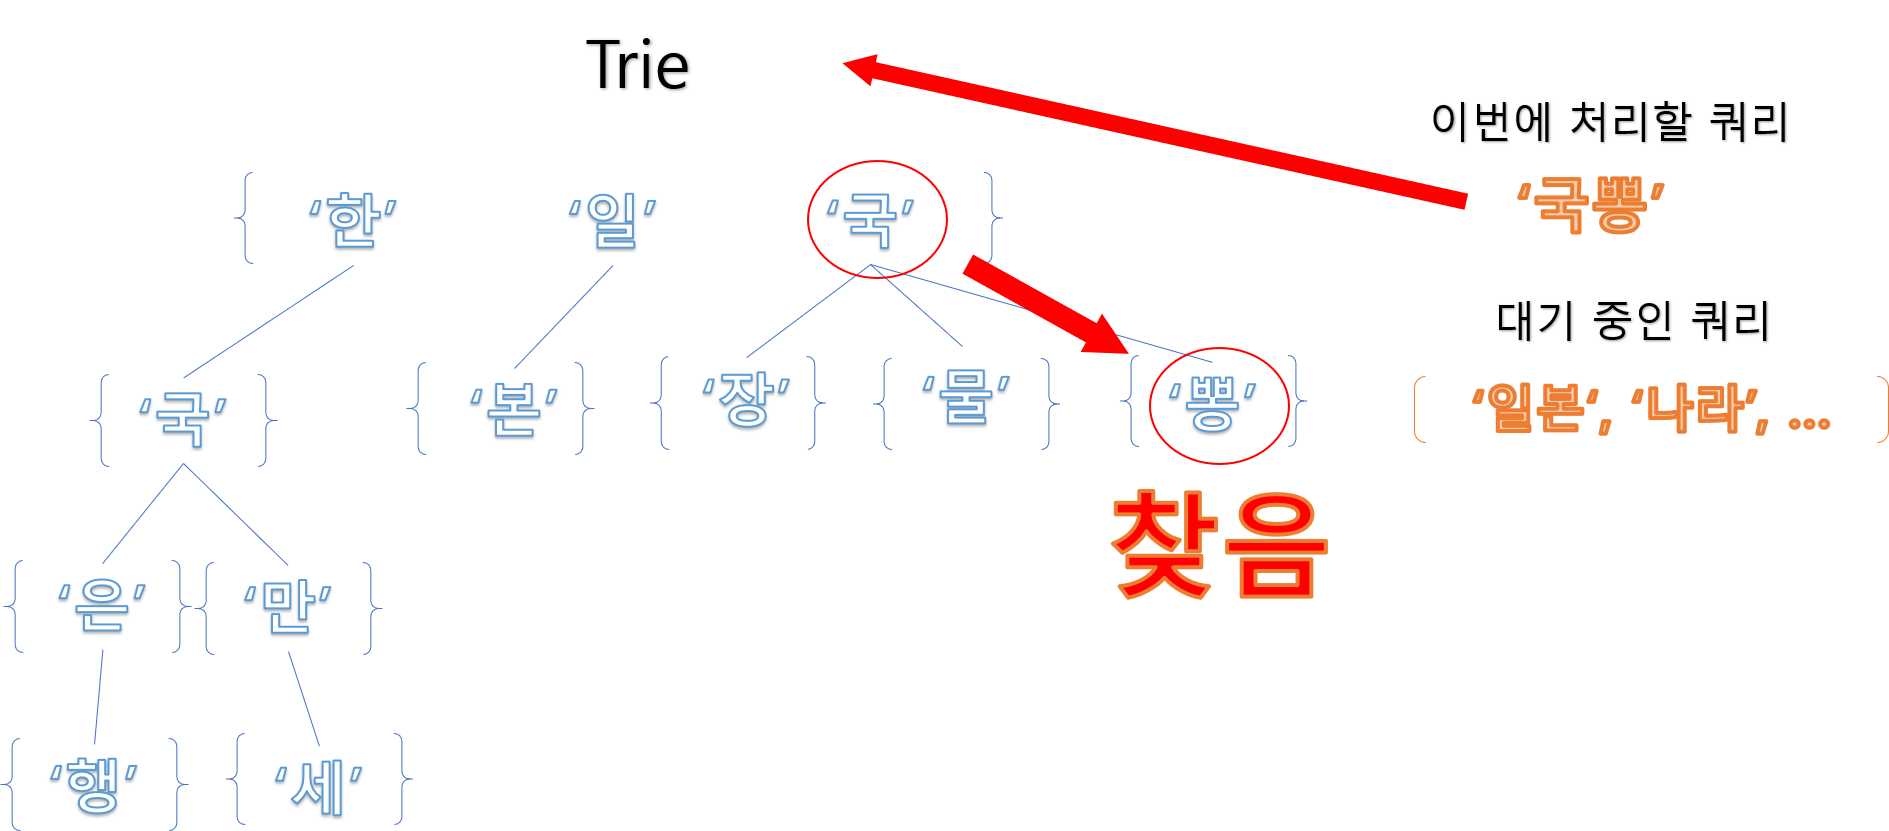 Trie
이번에 처리할 쿼리
‘국뽕’
‘한’ ‘일’ ‘국’
대기 중인 쿼리
‘국’ ‘본’ ‘장’ ‘물’ ‘뽕’
‘일본‘, ‘나라’, ...
찾음
‘은’ ‘만’
‘행’ ‘세’